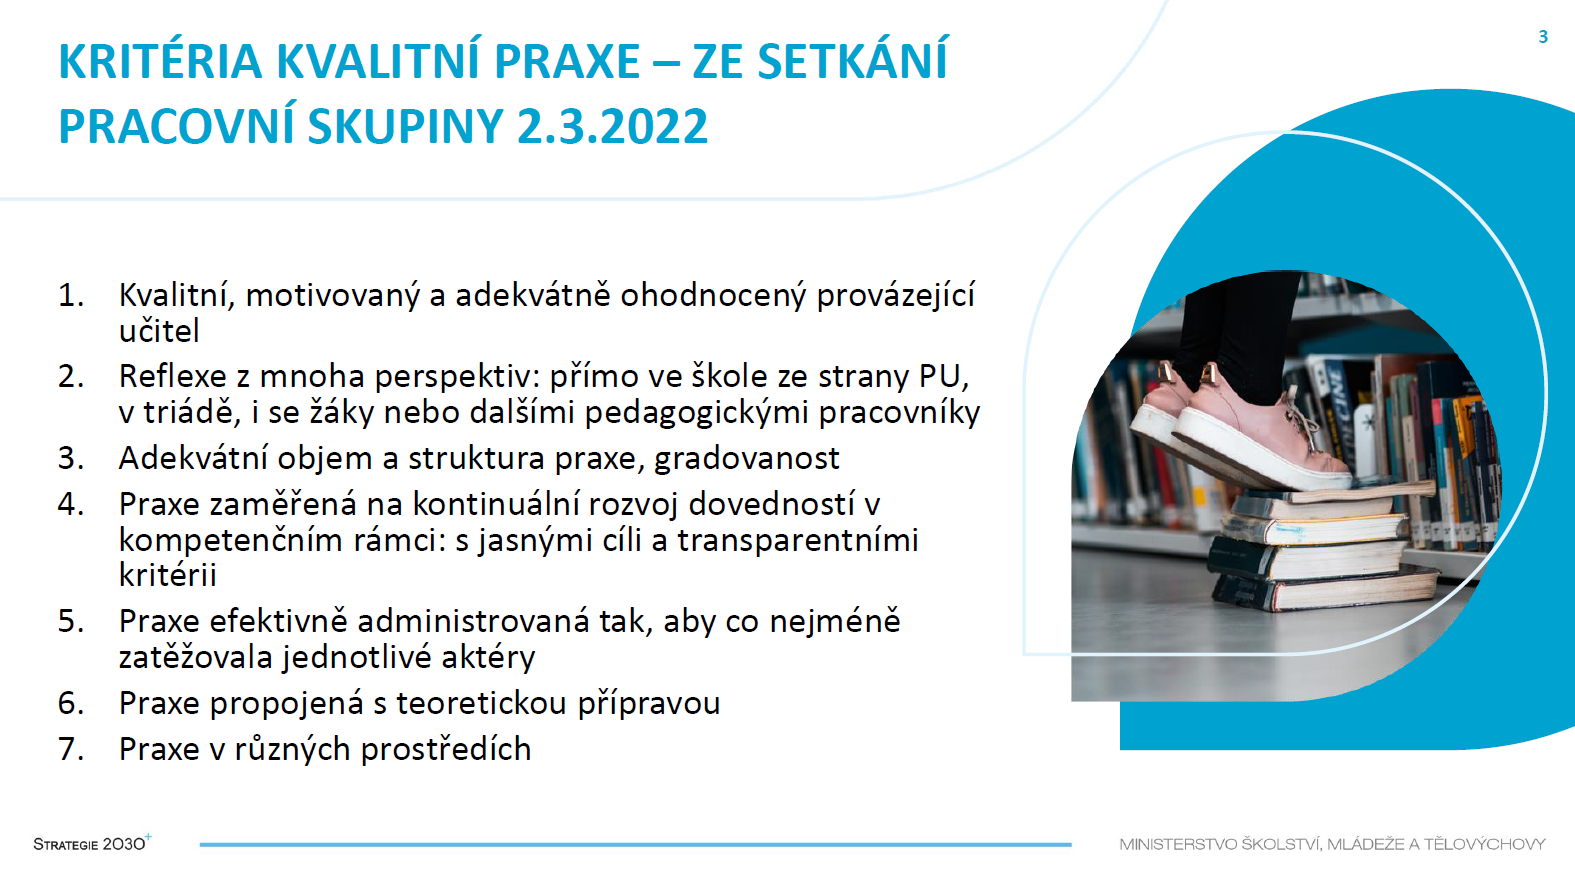 KRITÉRIA KVALITNÍ PRAXE – ZE SETKÁNÍ
PRACOVNÍ SKUPINY 2.3.2022
3
1. Kvalitní, motivovaný a adekvátně ohodnocený provázející
učitel
2. Reflexe z mnoha perspektiv: přímo ve škole ze strany PU,
v triádě, i se žáky nebo dalšími pedagogickými pracovníky
3. Adekvátní objem a struktura praxe, gradovanost
4. Praxe zaměřená na kontinuální rozvoj dovedností v
kompetenčním rámci: s jasnými cíli a transparentními
kritérii
5. Praxe efektivně administrovaná tak, aby co nejméně
zatěžovala jednotlivé aktéry
6. Praxe propojená s teoretickou přípravou
7. Praxe v různých prostředích
STRATEGIE 2030+
MINISTERSTVO ŠKOLSTVÍ, MLÁDEŽE A TĚLOVÝCHOVY